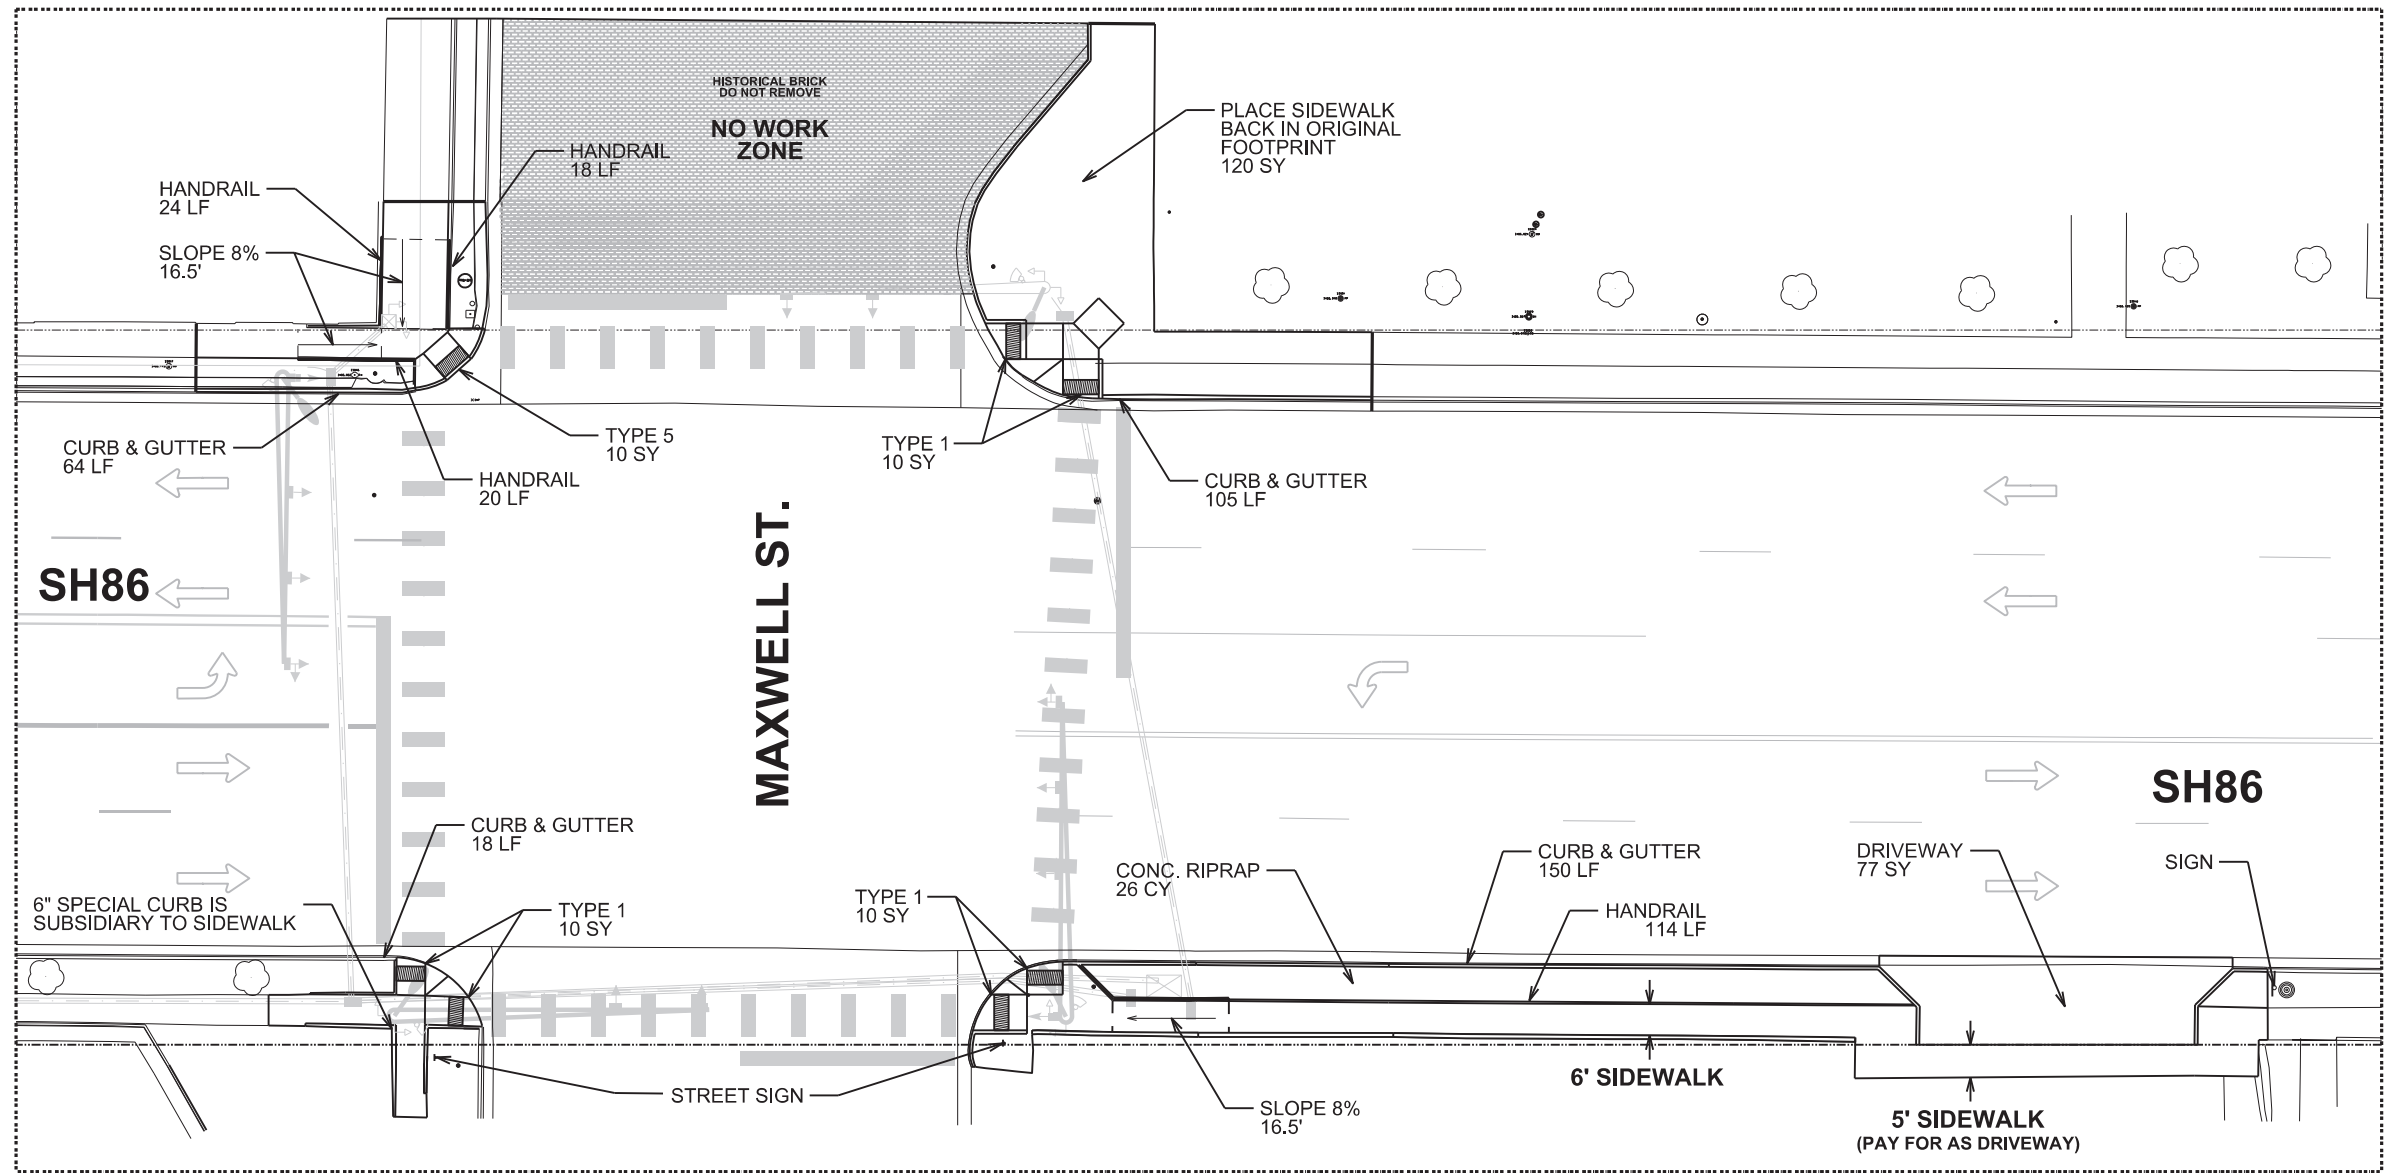 HISTORICAL BRICK
DO NOT REMOVE
NO WORK
ZONE
HANDRAIL
18 LF
PLACE SIDEWALK
BACK IN ORIGINAL
FOOTPRINT
120 SY
HANDRAIL
24 LF
SLOPE 8%
16.5'
CURB & GUTTER
64 LF
TYPE 5
10 SY
HANDRAIL
20 LF
TYPE 1
10 SY
CURB & GUTTER
105 LF
SH86
MAXWELL ST.
SH86
CURB & GUTTER
18 LF
6" SPECIAL CURB IS
SUBSIDIARY TO SIDEWALK
TYPE 1
10 SY
TYPE 1
10 SY
CONC. RIPRAP
26 CY
CURB & GUTTER
150 LF
HANDRAIL
114 LF
DRIVEWAY
77 SY
SIGN
STREET SIGN
SLOPE 8%
16.5'
6' SIDEWALK
5' SIDEWALK
(PAY FOR AS DRIVEWAY)